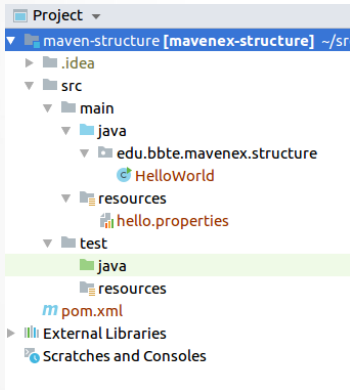 Project
maven-structure [mavenex-structure] ~/sr
.idea
src
main
java
edu.bbte.mavenex.structure
HelloWorld
resources
hello.properties
test
java
resources
pom.xml
External Libraries
Scratches and Consoles